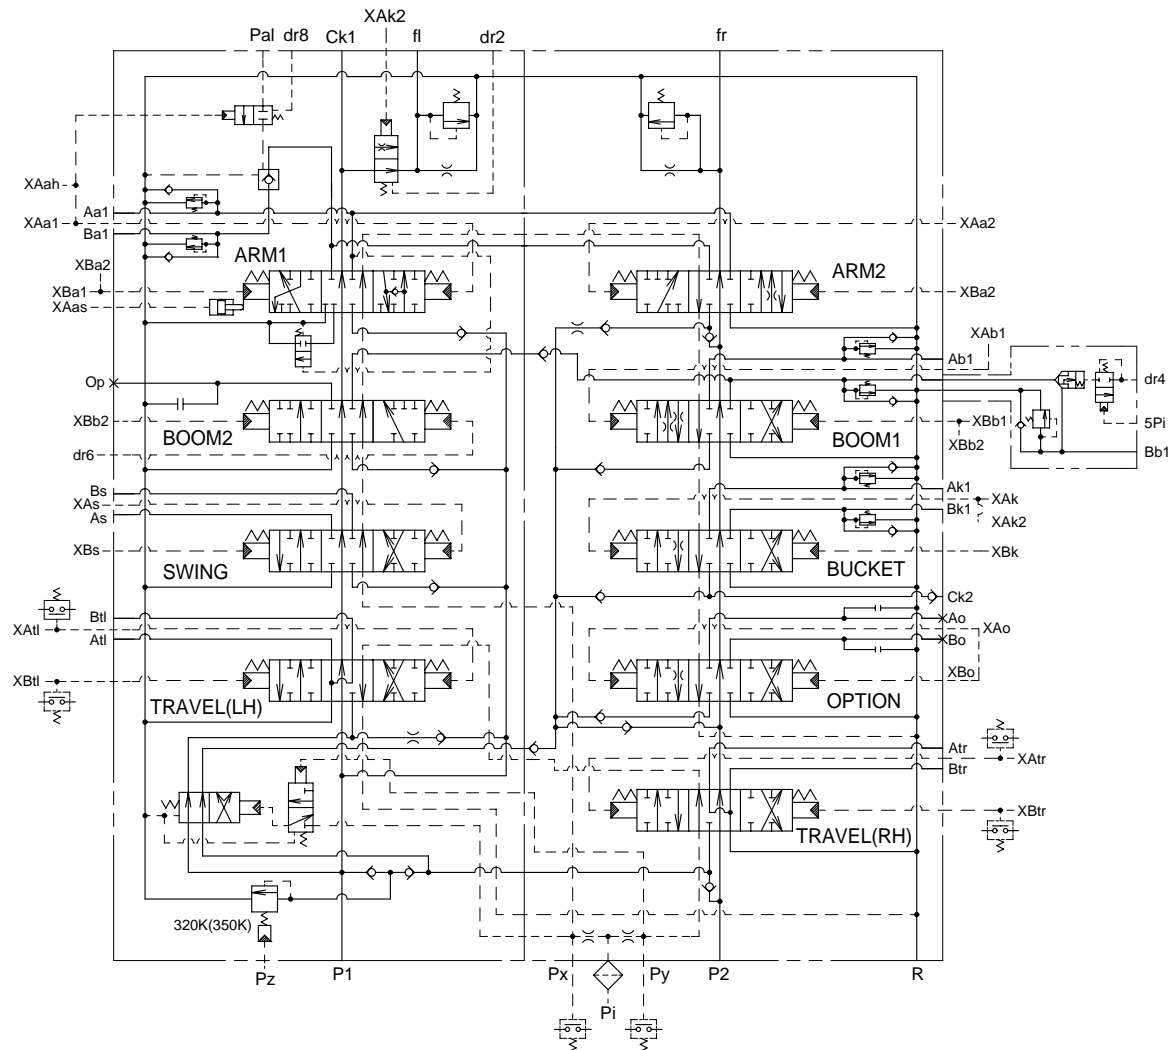 XAk2
Pal dr8 Ck1 fl dr2 fr
XAah
Aa1
XAa1
Ba1
XAa2
XBa2
ARM1
ARM2
XBa1
XBa2
XAas
XAb1
Ab1
Op
dr4
XBb2
BOOM2
BOOM1
XBb1
5Pi
XBb2
dr6
Bb1
Bs
XAs
As
Ak1
XAk
Bk1
XAk2
XBs
XBk
SWING
BUCKET
Ck2
Btl
XAtl
Atl
Ao
XAo
Bo
XBtl
XBo
TRAVEL(LH)
OPTION
Atr
XAtr
Btr
XBtr
TRAVEL(RH)
320K(350K)
Pz P1 Px Py P2 R
Pi